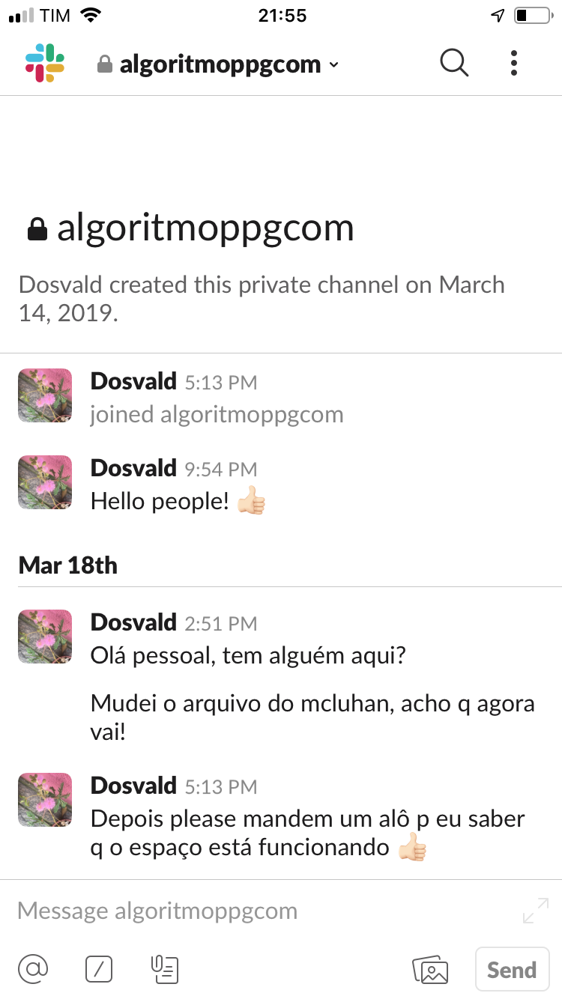 TIM 21:55
algoritmoppgcom
algoritmoppgcom
Dosvald created this private channel on March
14, 2019.
Dosvald 5:13 PM
joined algoritmoppgcom
Dosvald 9:54 PM
Hello people! 👍🏻
Mar 18th
Dosvald 2:51 PM
Olá pessoal, tem alguém aqui?
Mudei o arquivo do mcluhan, acho q agora
vai!
Dosvald 5:13 PM
Depois please mandem um alô p eu saber
q o espaço está funcionando 👍🏻
Message algoritmoppgcom
@ /
Send